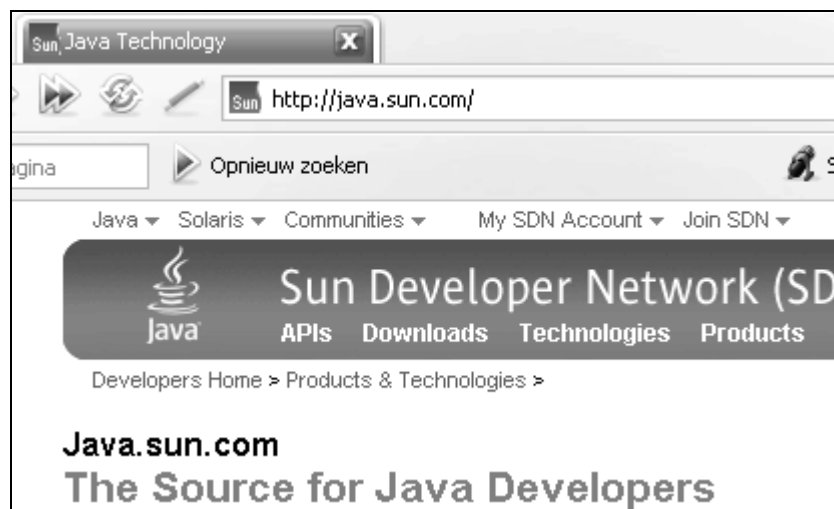 Sun Java Technology
Sun http://java.sun.com/
agina Opnieuw zoeken S
Java Solaris Communities My SDN Account Join SDN
Java Sun Developer Network (SD
APIs Downloads Technologies Products
Developers Home > Products & Technologies >
Java.sun.com
The Source for Java Developers